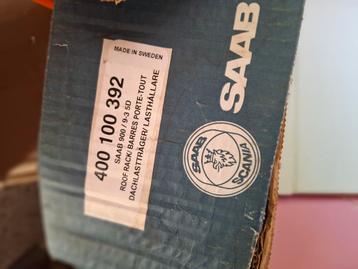 MADE IN SWEDEN
400 100 392
SAAB 900 / 9-3 5D
ROOF RACK/ BARRES PORTE-TOUT
DACHLASTTRÄGER/ LASTHÅLLARE
SAAB
SAAB
SCANIA